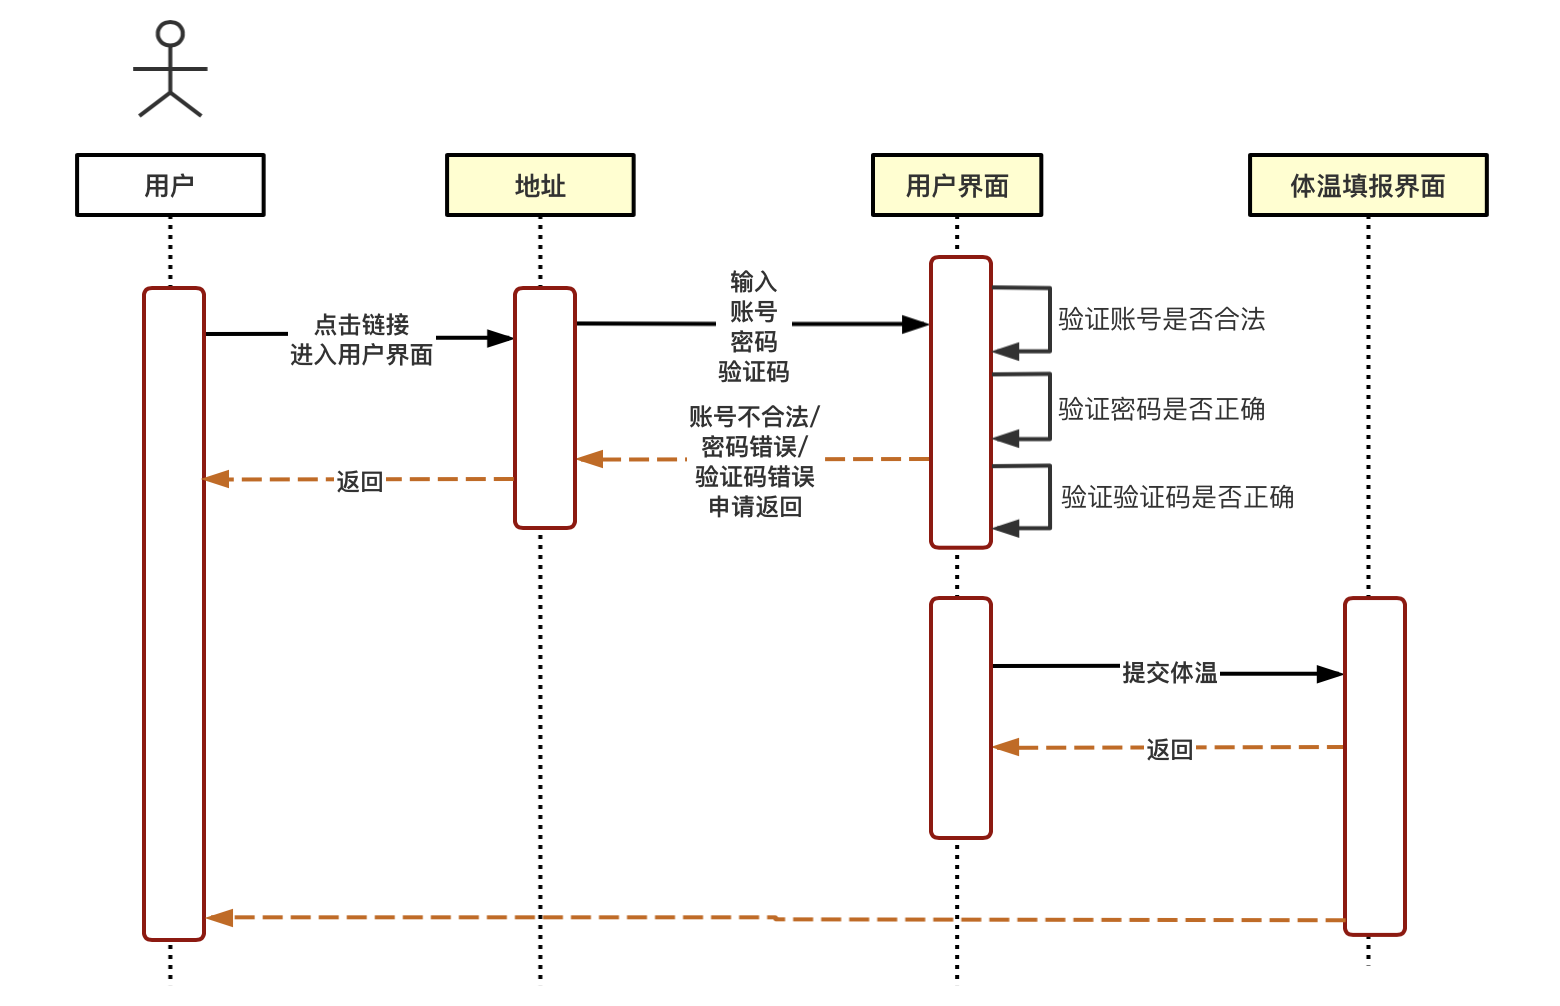 用户
地址
用户界面
体温填报界面
点击链接
进入用户界面
输入
账号
密码
验证码
验证账号是否合法
验证密码是否正确
账号不合法/
密码错误/
验证码错误
申请返回
返回
验证验证码是否正确
提交体温
返回